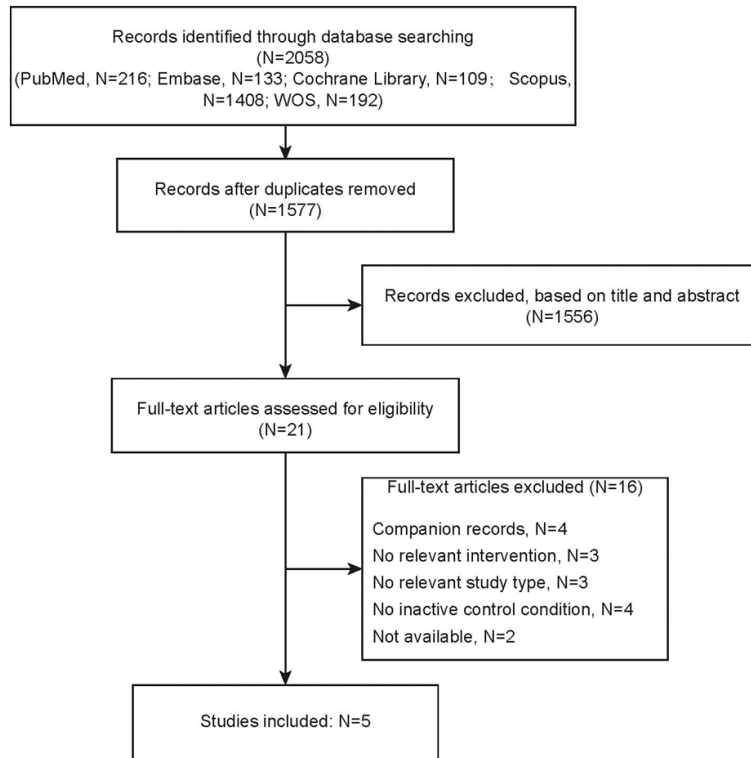 Records identified through database searching
(N=2058)
(PubMed, N=216; Embase, N=133; Cochrane Library, N=109; Scopus,
N=1408; WOS, N=192)
Records after duplicates removed
(N=1577)
Records excluded, based on title and abstract
(N=1556)
Full-text articles assessed for eligibility
(N=21)
Full-text articles excluded (N=16)
Companion records, N=4
No relevant intervention, N=3
No relevant study type, N=3
No inactive control condition, N=4
Not available, N=2
Studies included: N=5